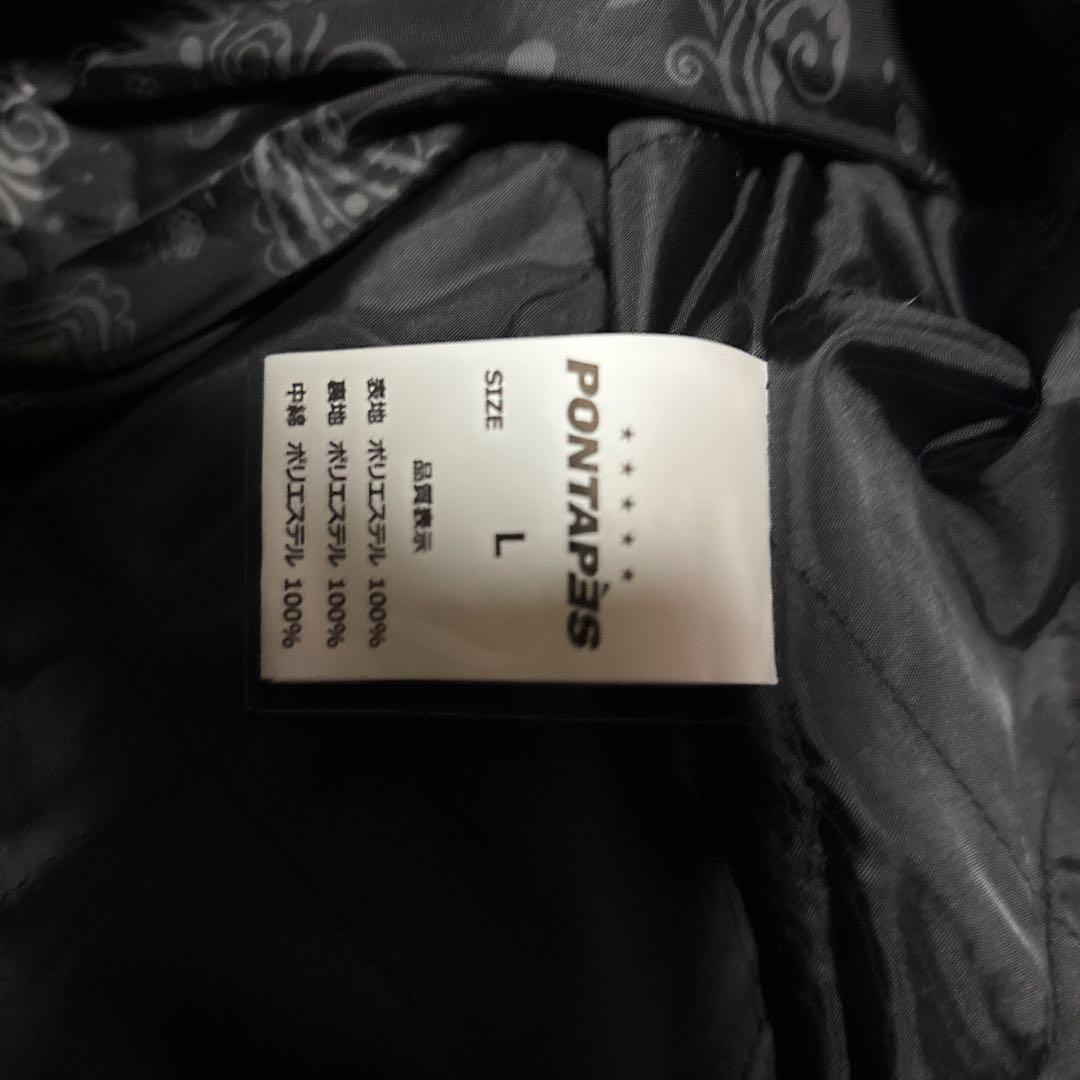 ★★★★★
PONTAPÈS
SIZE L
品質表示
表地 ポリエステル 100%
裏地 ポリエステル 100%
中綿 ポリエステル 100%